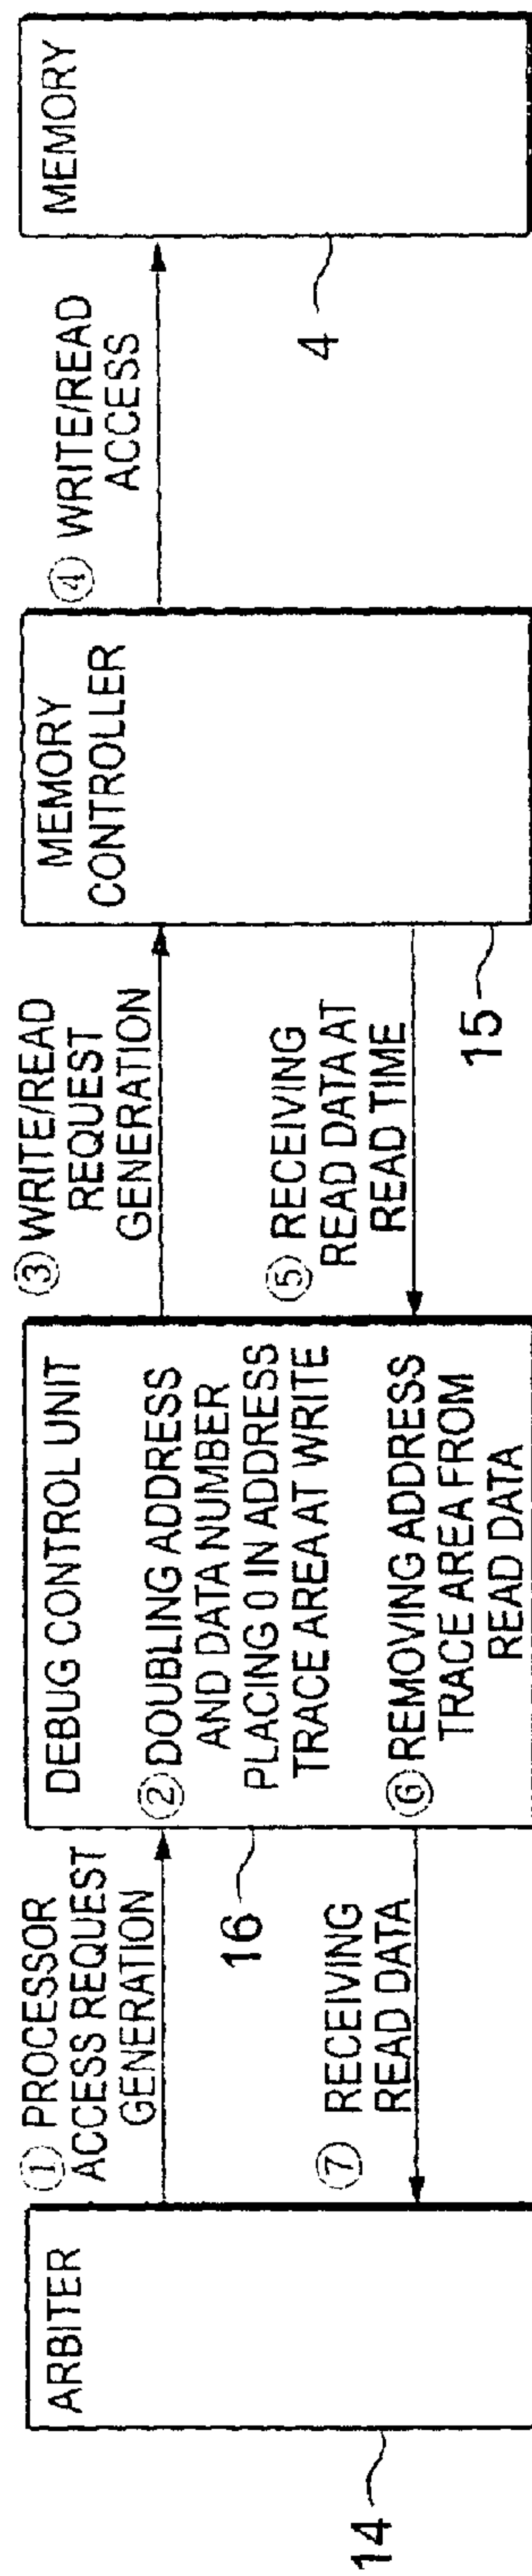 ARBITER
14
① PROCESSOR
ACCESS REQUEST
GENERATION
⑦ RECEIVING
READ DATA
DEBUG CONTROL UNIT
② DOUBLING ADDRESS
AND DATA NUMBER
PLACING 0 IN ADDRESS
TRACE AREA AT WRITE
⑥ REMOVING ADDRESS
TRACE AREA FROM
READ DATA
16
③ WRITE/READ
REQUEST
GENERATION
⑤ RECEIVING
READ DATA AT
READ TIME
MEMORY
CONTROLLER
15
④ WRITE/READ
ACCESS
MEMORY
4